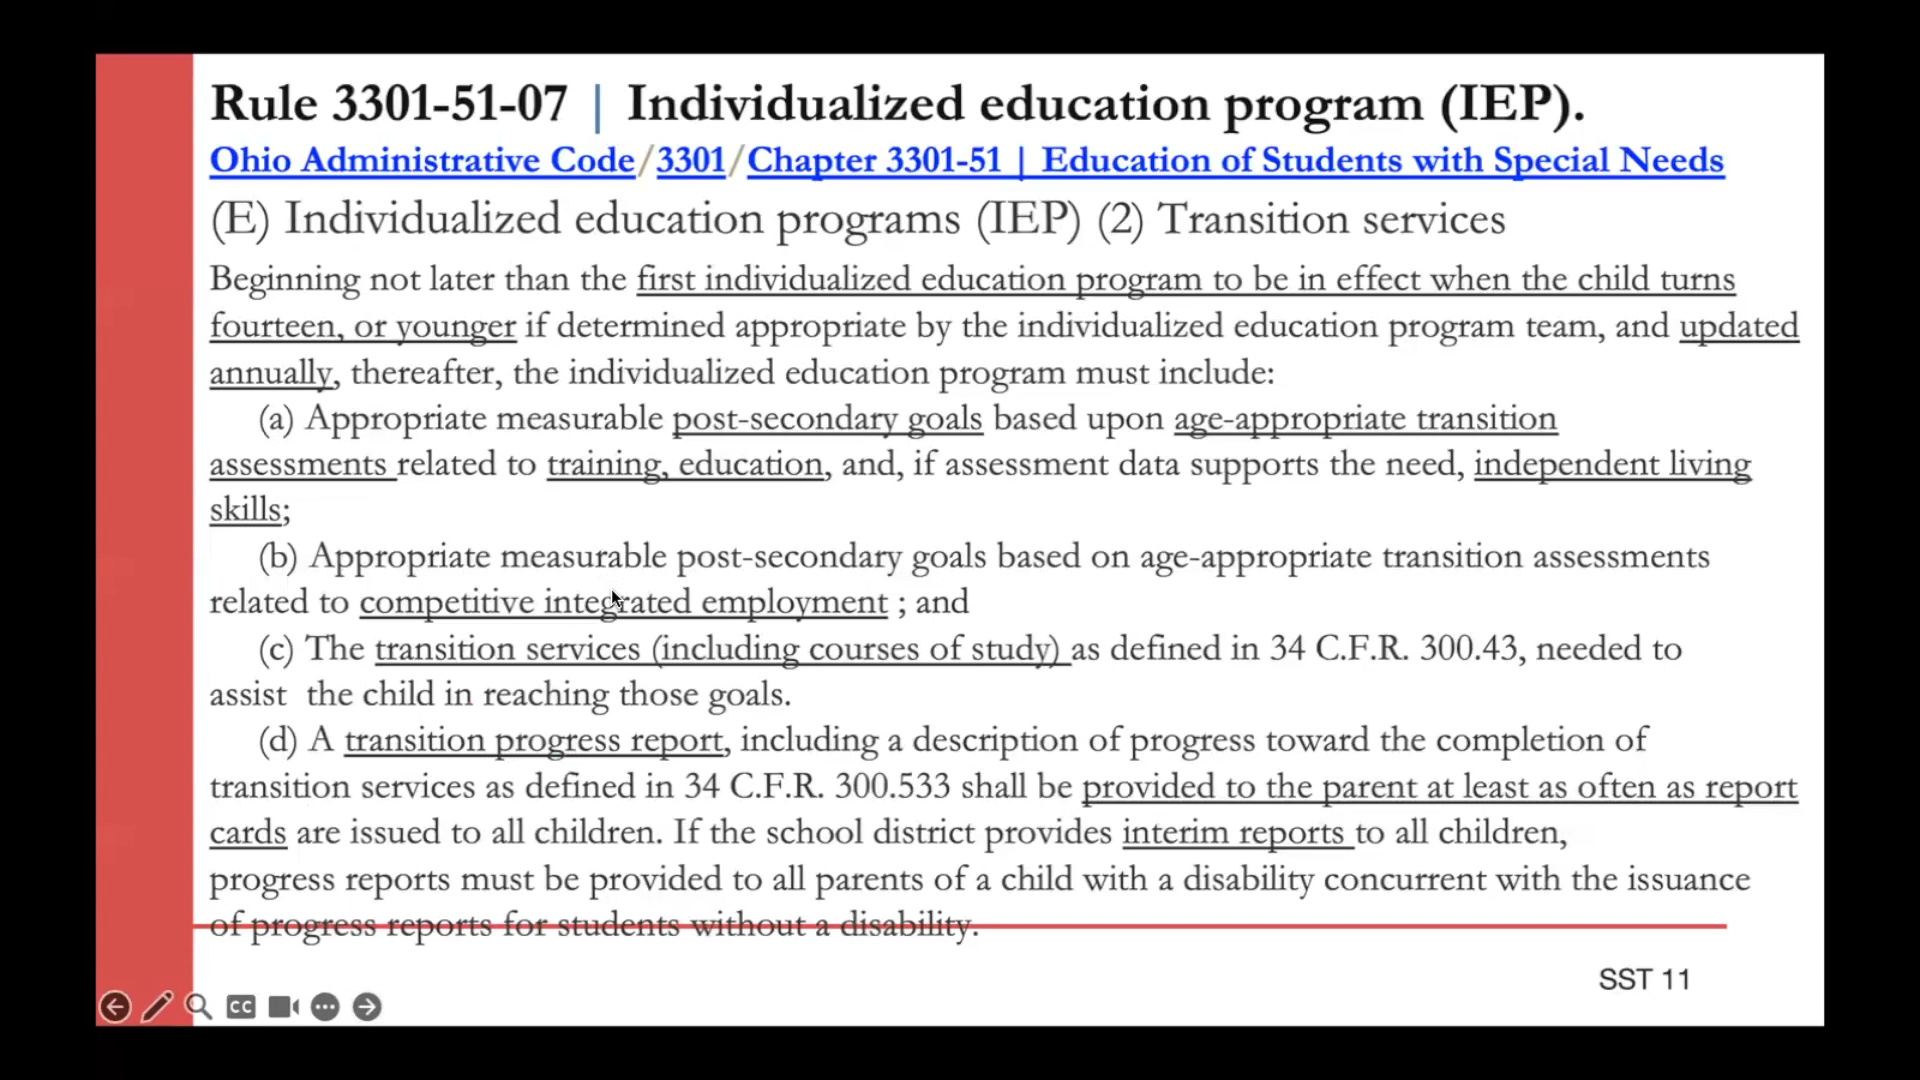 Rule 3301-51-07 | Individualized education program (IEP).
Ohio Administrative Code/3301/Chapter 3301-51 | Education of Students with Special Needs
(E) Individualized education programs (IEP) (2) Transition services
Beginning not later than the first individualized education program to be in effect when the child turns
fourteen, or younger if determined appropriate by the individualized education program team, and updated
annually, thereafter, the individualized education program must include:
(a) Appropriate measurable post-secondary goals based upon age-appropriate transition
assessments related to training, education, and, if assessment data supports the need, independent living
skills;
(b) Appropriate measurable post-secondary goals based on age-appropriate transition assessments
related to competitive integrated employment ; and
(c) The transition services (including courses of study) as defined in 34 C.F.R. 300.43, needed to
assist the child in reaching those goals.
(d) A transition progress report, including a description of progress toward the completion of
transition services as defined in 34 C.F.R. 300.533 shall be provided to the parent at least as often as report
cards are issued to all children. If the school district provides interim reports to all children,
progress reports must be provided to all parents of a child with a disability concurrent with the issuance
of progress reports for students without a disability.
SST 11
CC